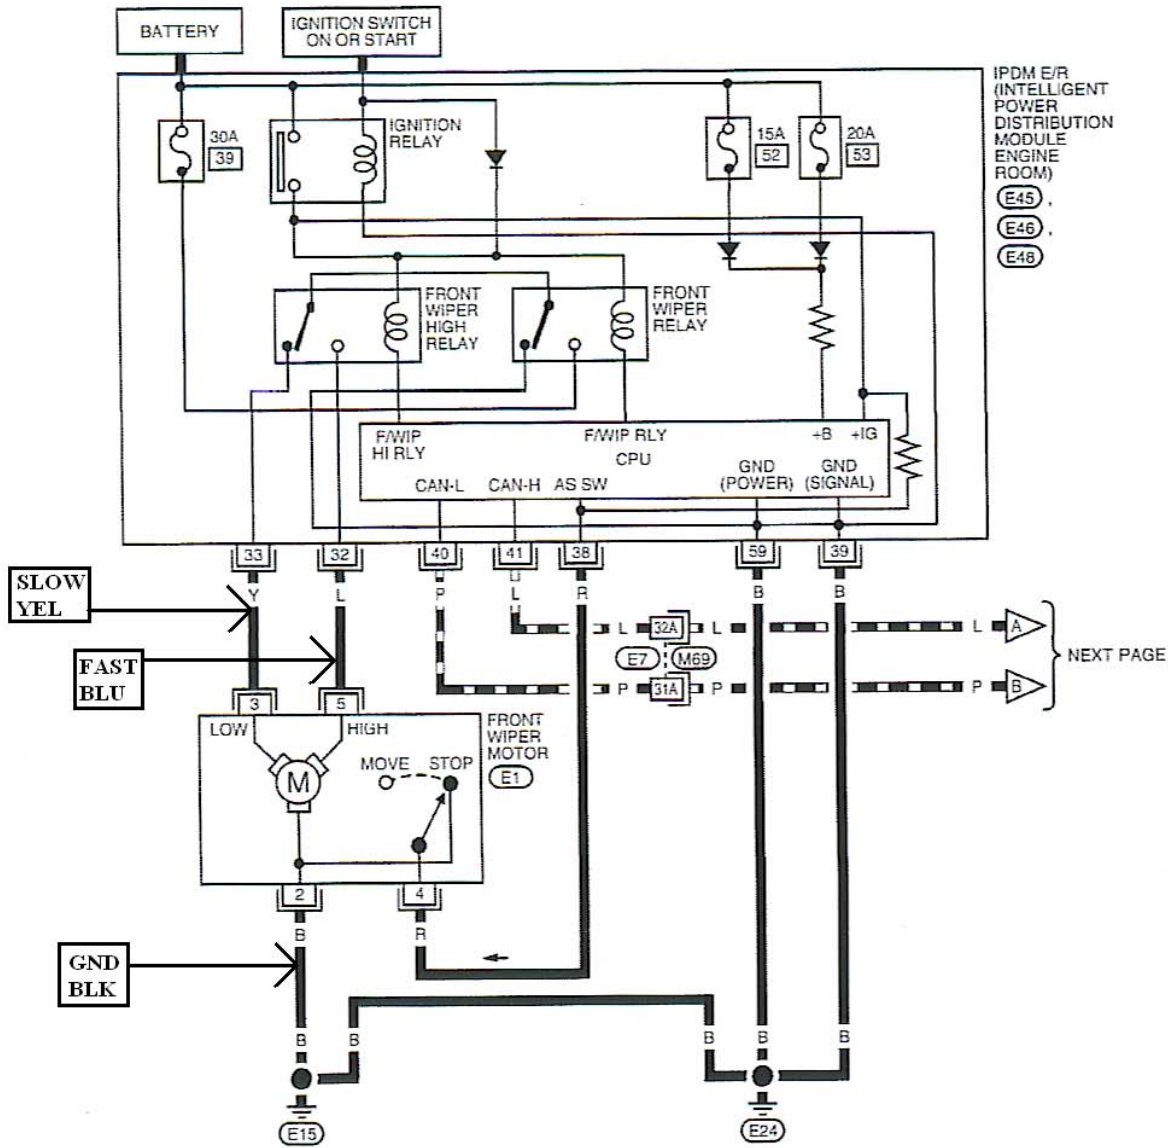 BATTERY
IGNITION SWITCH
ON OR START
IPDM E/R
(INTELLIGENT
POWER
DISTRIBUTION
MODULE
ENGINE
ROOM)
E45 ,
E46 ,
E48
30A
39
IGNITION
RELAY
15A
52
20A
53
FRONT
WIPER
HIGH
RELAY
FRONT
WIPER
RELAY
F/WIP
HI RLY
F/WIP RLY
+B
+IG
CPU
CAN-L
CAN-H
AS SW
GND
(POWER)
GND
(SIGNAL)
33
32
40
41
38
59
39
SLOW
YEL
Y
L
P
L
R
B
B
FAST
BLU
L
32A
L
L
A
E7
M69
NEXT PAGE
P
31A
P
P
B
3
5
LOW
HIGH
FRONT
WIPER
MOTOR
E1
M
MOVE
STOP
2
4
B
R
GND
BLK
B
B
B
B
B
E15
E24